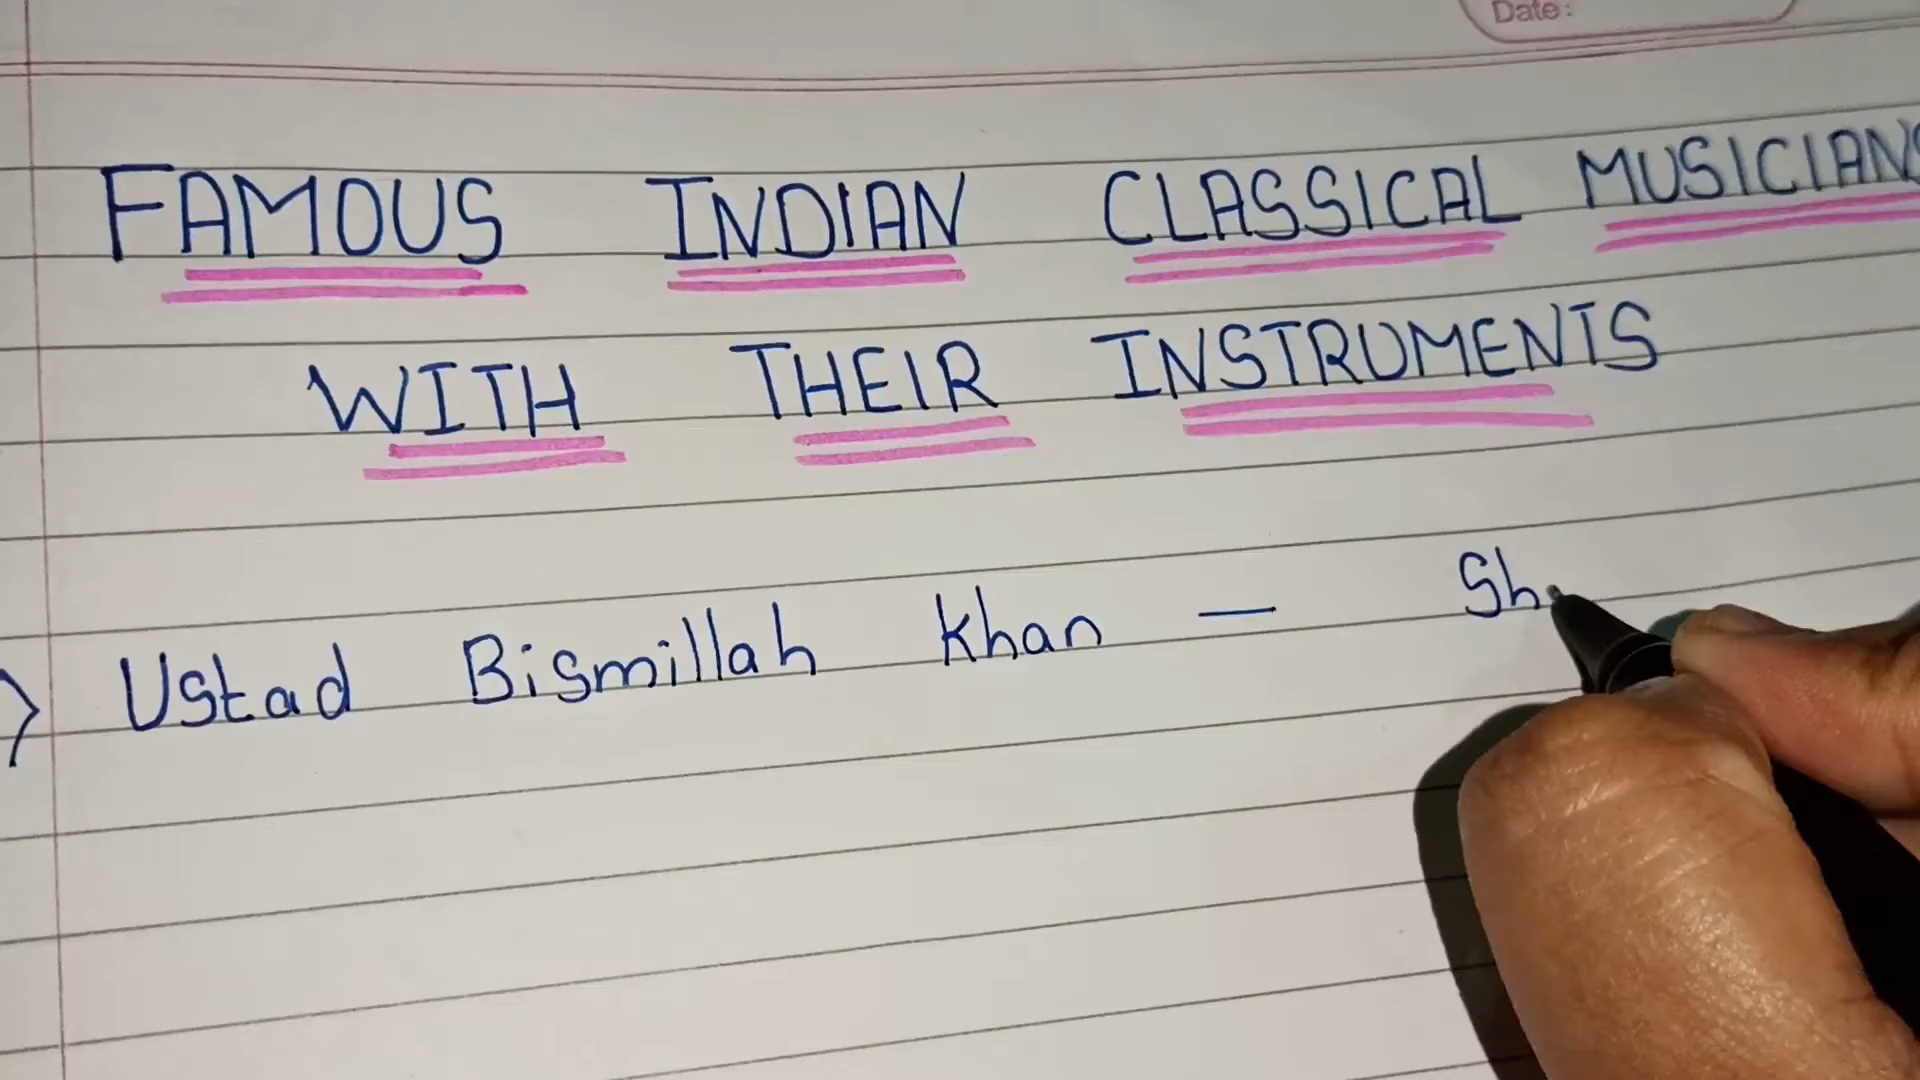 Date:
FAMOUS INDIAN CLASSICAL MUSICIANS
WITH THEIR INSTRUMENTS
Ustad Bismillah Khan — Sh